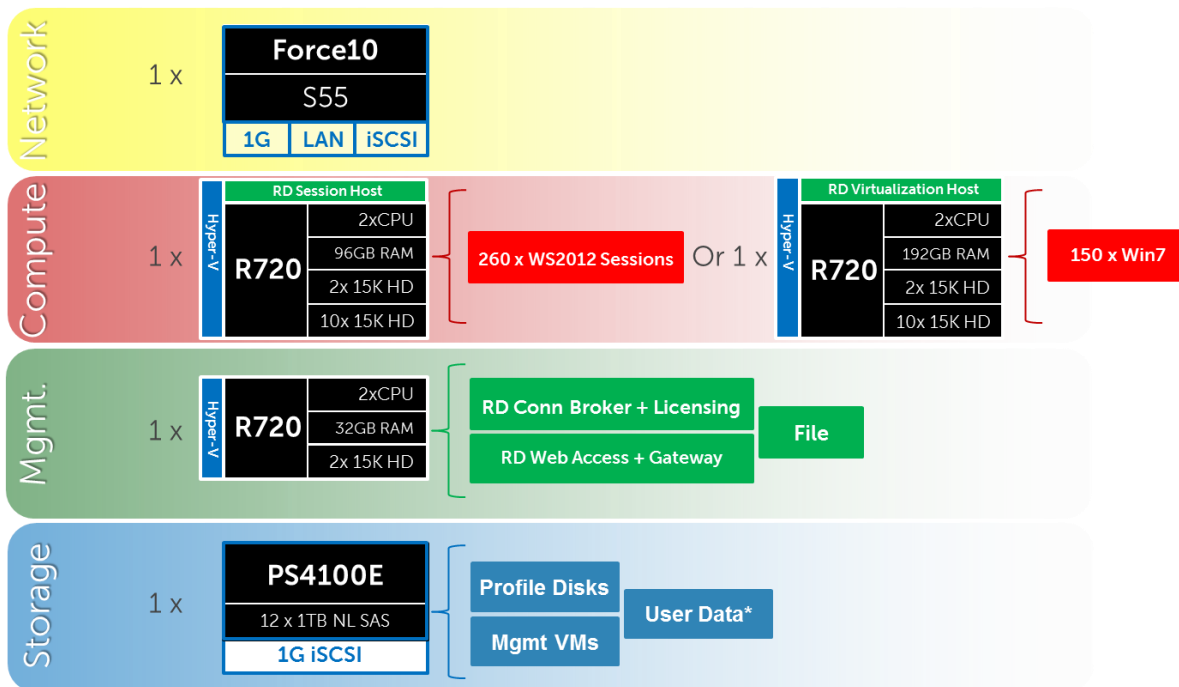 Network
1 x
Force10
S55
1G LAN iSCSI
Compute
1 x
Hyper-V
RD Session Host
R720
2xCPU
96GB RAM
2x 15K HD
10x 15K HD
260 x WS2012 Sessions
Or 1 x
Hyper-V
RD Virtualization Host
R720
2xCPU
192GB RAM
2x 15K HD
10x 15K HD
150 x Win7
Mgmt.
1 x
Hyper-V
R720
2xCPU
32GB RAM
2x 15K HD
RD Conn Broker + Licensing
RD Web Access + Gateway
File
Storage
1 x
PS4100E
12 x 1TB NL SAS
1G iSCSI
Profile Disks
Mgmt VMs
User Data*